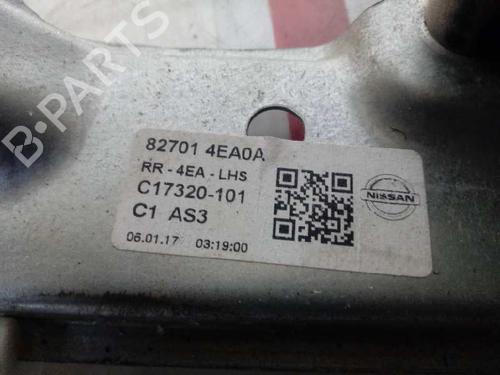 82701 4EA0A
RR - 4EA - LHS
C17320-101
C1 AS3
06.01.17 03:19:00
NISSAN
B-PARTS